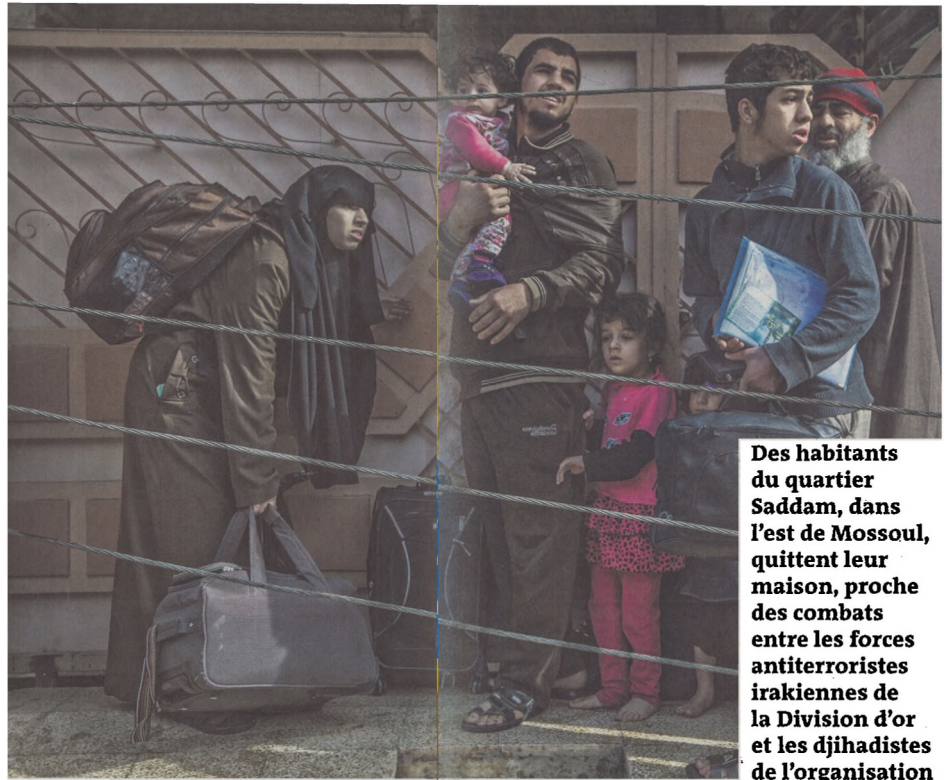 Des habitants
du quartier
Saddam, dans
l'est de Mossoul,
quittent leur
maison, proche
des combats
entre les forces
antiterroristes
irakiennes de
la Division d'or
et les djihadistes
de l'organisation